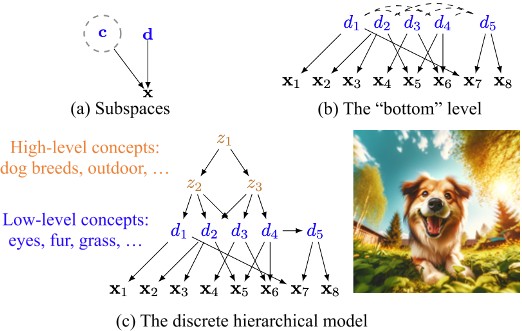 c d
x
(a) Subspaces
d₁ d₂ d₃ d₄ d₅
x₁ x₂ x₃ x₄ x₅ x₆ x₇ x₈
(b) The “bottom” level
High-level concepts:
dog breeds, outdoor, …
z₁
z₂ z₃
Low-level concepts:
eyes, fur, grass, …
d₁ d₂ d₃ d₄ d₅
x₁ x₂ x₃ x₄ x₅ x₆ x₇ x₈
(c) The discrete hierarchical model